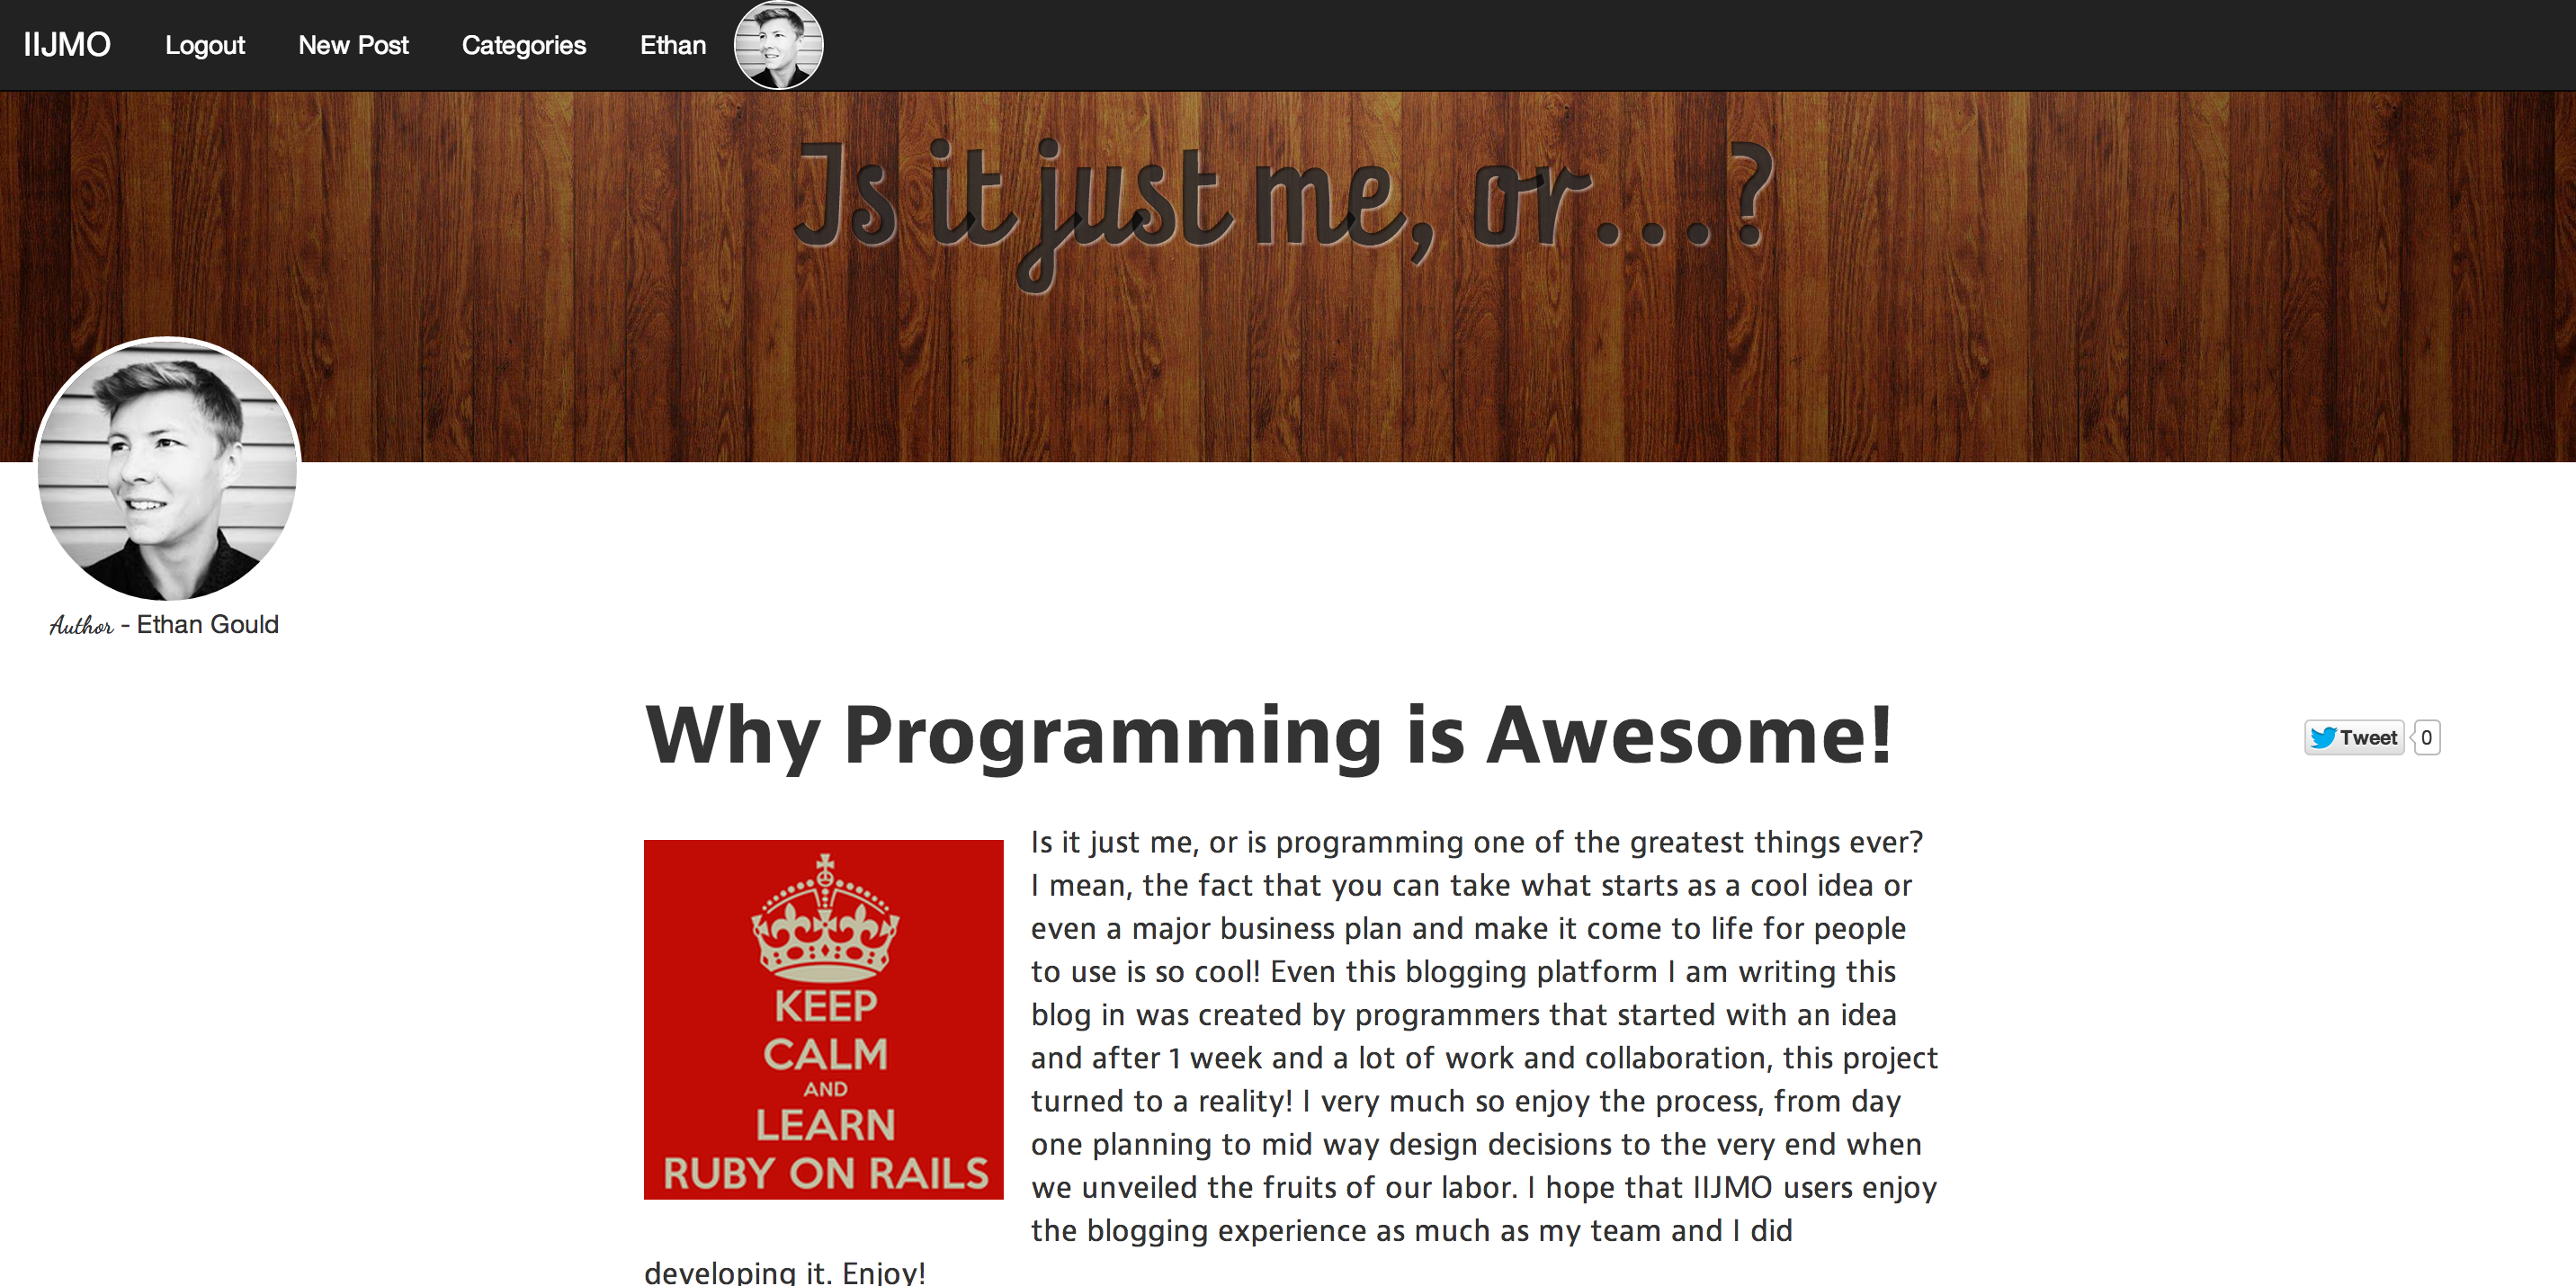 IIJMO Logout New Post Categories Ethan
Is it just me, or...?
Author - Ethan Gould
Why Programming is Awesome!
Tweet 0
KEEP
CALM
AND
LEARN
RUBY ON RAILS
Is it just me, or is programming one of the greatest things ever?
I mean, the fact that you can take what starts as a cool idea or
even a major business plan and make it come to life for people
to use is so cool! Even this blogging platform I am writing this
blog in was created by programmers that started with an idea
and after 1 week and a lot of work and collaboration, this project
turned to a reality! I very much so enjoy the process, from day
one planning to mid way design decisions to the very end when
we unveiled the fruits of our labor. I hope that IIJMO users enjoy
the blogging experience as much as my team and I did
developing it. Enjoy!